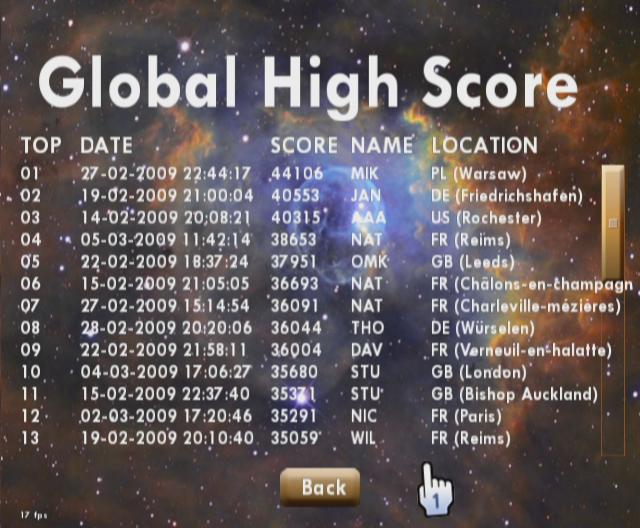 Global High Score
TOP DATE SCORE NAME LOCATION
01 27-02-2009 22:44:17 44106 MIK PL (Warsaw)
02 19-02-2009 21:00:04 40553 JAN DE (Friedrichshafen)
03 14-02-2009 20:08:21 40315 AAA US (Rochester)
04 05-03-2009 11:42:14 38653 NAT FR (Reims)
05 22-02-2009 18:37:24 37951 OMK GB (Leeds)
06 15-02-2009 21:05:05 36693 NAT FR (Châlons-en-champagn
07 27-02-2009 15:14:54 36091 NAT FR (Charleville-mézières)
08 28-02-2009 20:20:06 36044 THO DE (Würselen)
09 22-02-2009 21:58:11 36004 DAV FR (Verneuil-en-halatte)
10 04-03-2009 17:06:27 35680 STU GB (London)
11 15-02-2009 22:37:40 35371 STU GB (Bishop Auckland)
12 02-03-2009 17:20:46 35291 NIC FR (Paris)
13 19-02-2009 20:10:40 35059 WIL FR (Reims)
Back
1
17 fps